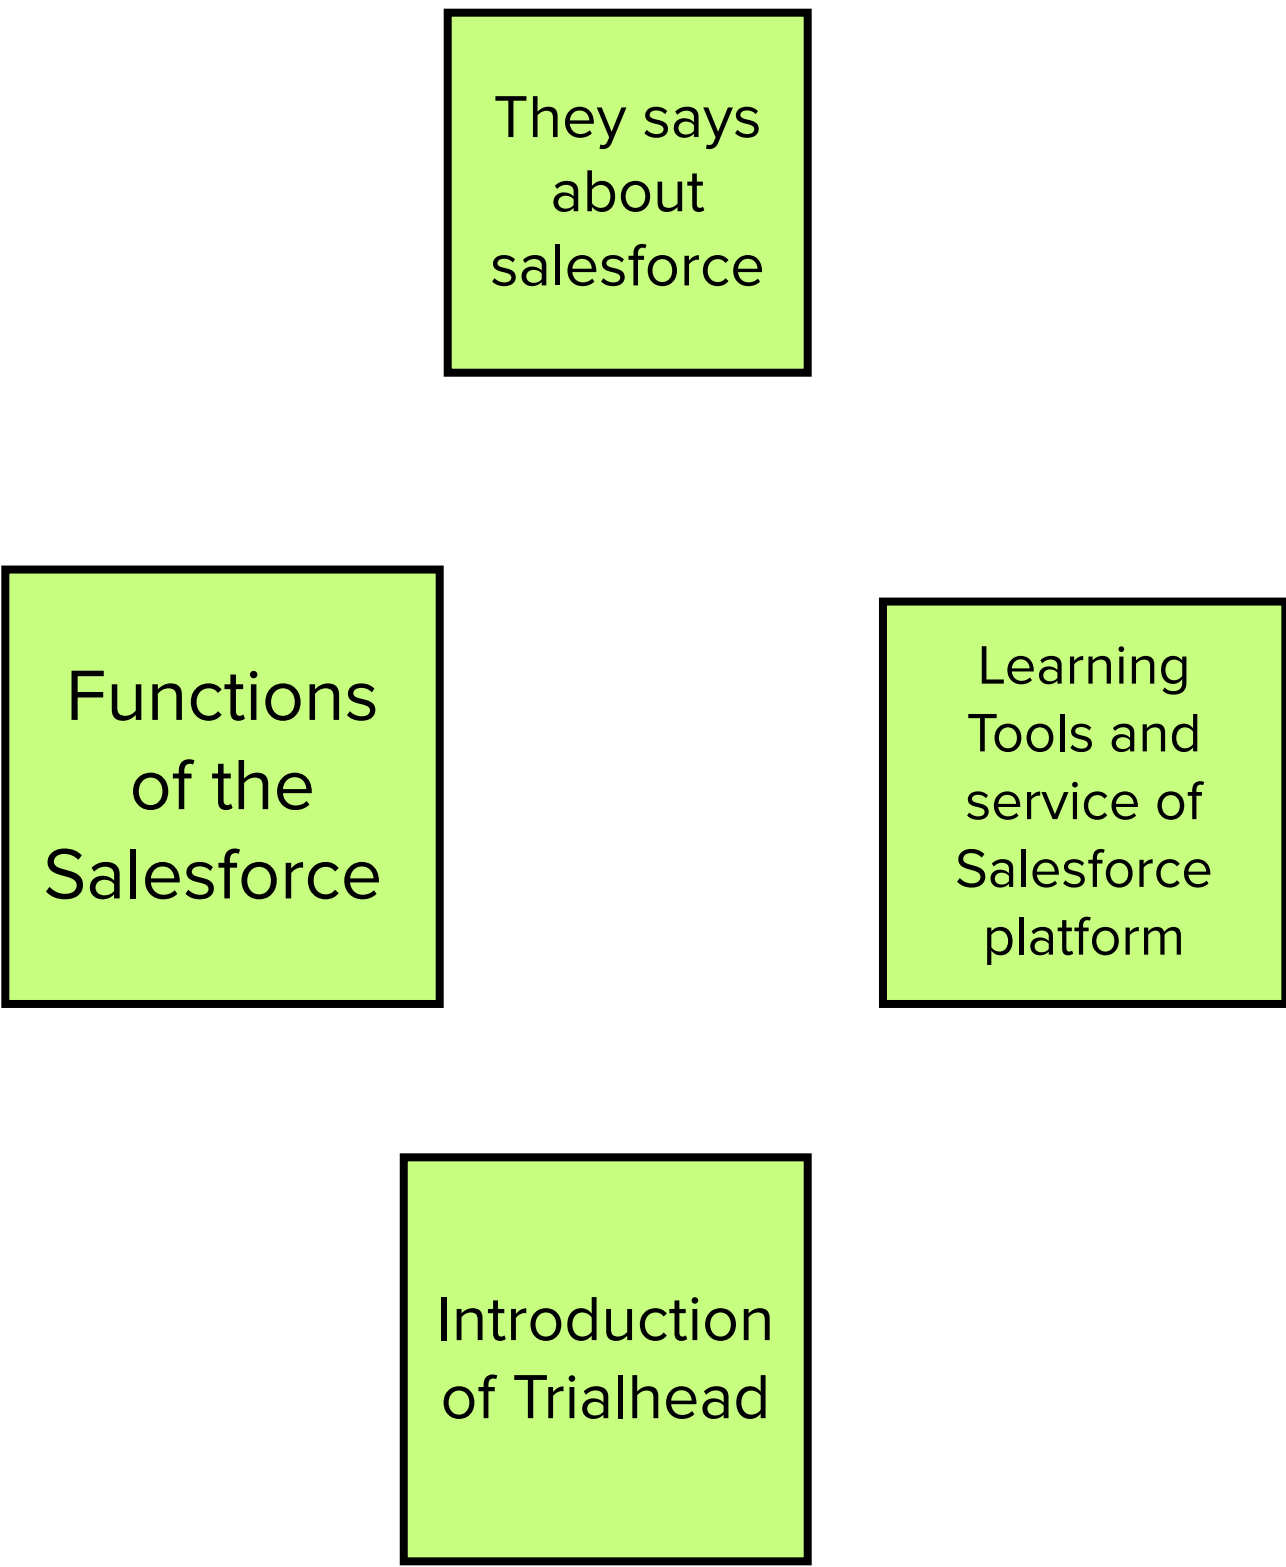 They says
about
salesforce
Functions
of the
Salesforce
Learning
Tools and
service of
Salesforce
platform
Introduction
of Trialhead